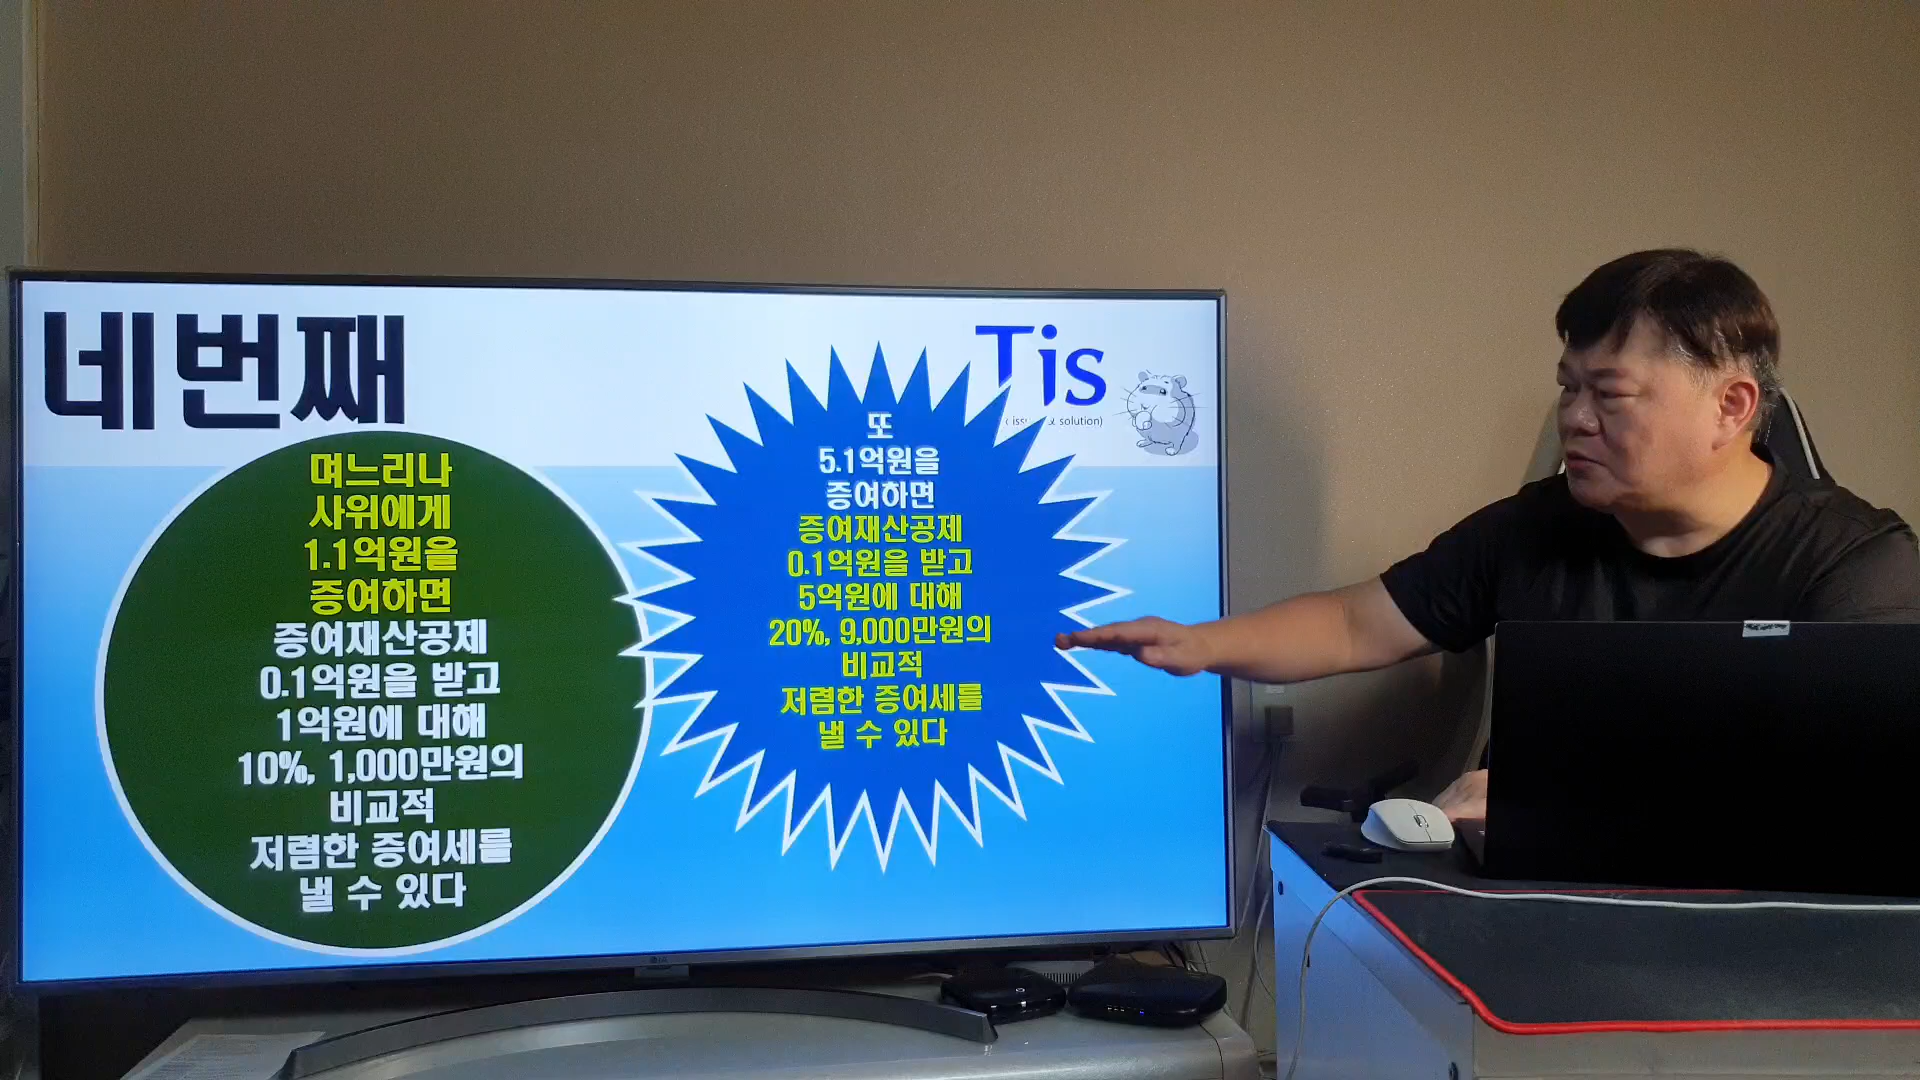 네번째
Tis
& solution)
며느리나
사위에게
1.1억원을
증여하면
증여재산공제
0.1억원을 받고
1억원에 대해
10%, 1,000만원의
비교적
저렴한 증여세를
낼 수 있다
또
5.1억원을
증여하면
증여재산공제
0.1억원을 받고
5억원에 대해
20%, 9,000만원의
비교적
저렴한 증여세를
낼 수 있다
LG